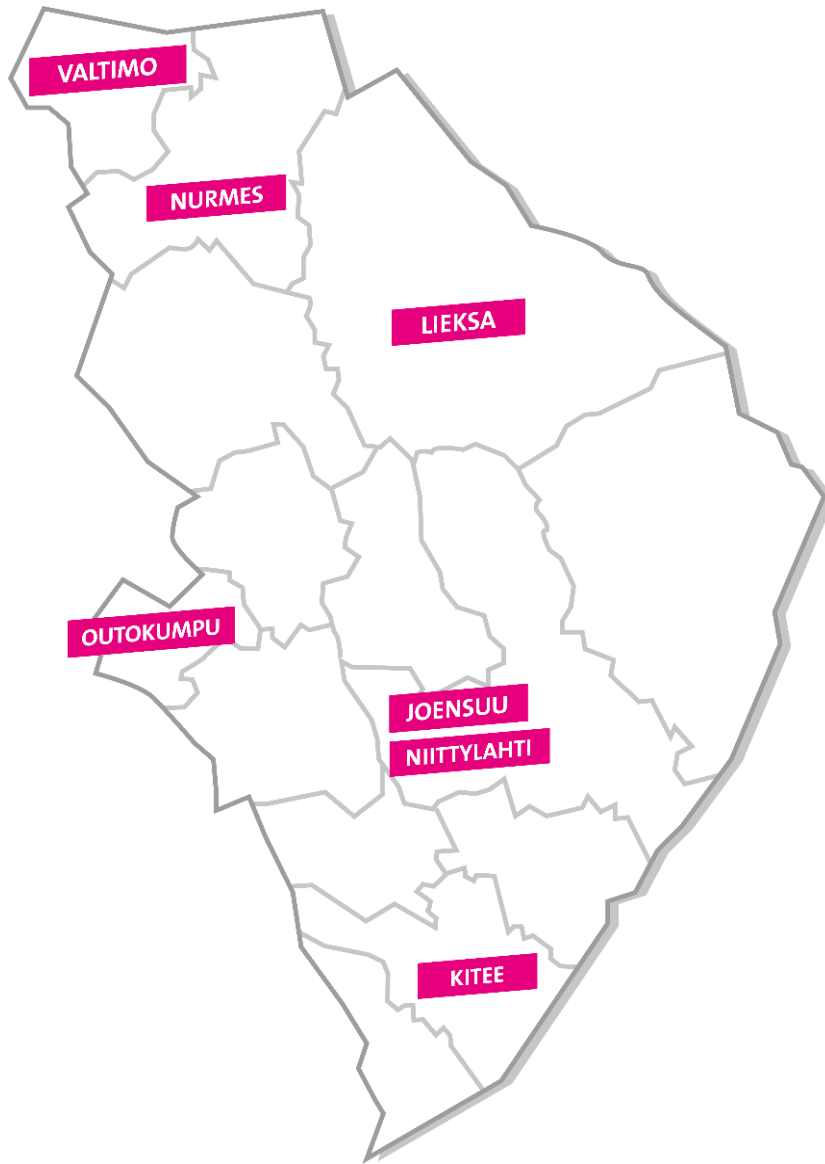 VALTIMO
NURMES
LIEKSA
OUTOKUMPU
JOENSUU
NIITTYLAHTI
KITEE